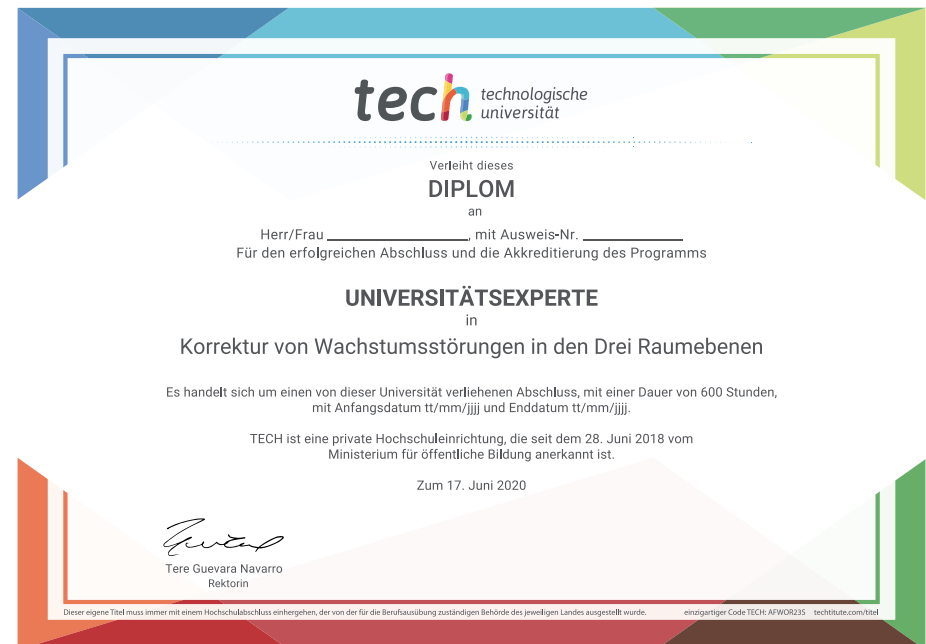 tech technologische
universität
Verleiht dieses
DIPLOM
an
Herr/Frau ____________________, mit Ausweis-Nr. ______________
Für den erfolgreichen Abschluss und die Akkreditierung des Programms
UNIVERSITÄTSEXPERTE
in
Korrektur von Wachstumsstörungen in den Drei Raumebenen
Es handelt sich um einen von dieser Universität verliehenen Abschluss, mit einer Dauer von 600 Stunden,
mit Anfangsdatum tt/mm/jjjj und Enddatum tt/mm/jjjj.
TECH ist eine private Hochschuleinrichtung, die seit dem 28. Juni 2018 vom
Ministerium für öffentliche Bildung anerkannt ist.
Zum 17. Juni 2020
Tere Guevara Navarro
Rektorin
Dieser eigene Titel muss immer mit einem Hochschulabschluss einhergehen, der von der für die Berufsausübung zuständigen Behörde des jeweiligen Landes ausgestellt wurde. einzigartiger Code TECH: AFWOR23S techtitute.com/titel